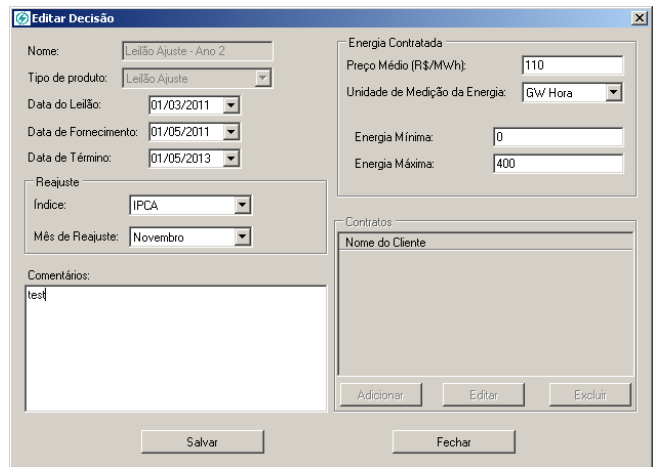 Editar Decisão
Nome: Leilão Ajuste - Ano 2
Tipo de produto: Leilão Ajuste
Data do Leilão: 01/03/2011
Data de Fornecimento: 01/05/2011
Data de Término: 01/05/2013
Reajuste
Índice: IPCA
Mês de Reajuste: Novembro
Comentários:
test
Energia Contratada
Preço Médio (R$/MWh): 110
Unidade de Medição da Energia: GW Hora
Energia Mínima: 0
Energia Máxima: 400
Contratos
Nome do Cliente
Adicionar Editar Excluir
Salvar Fechar